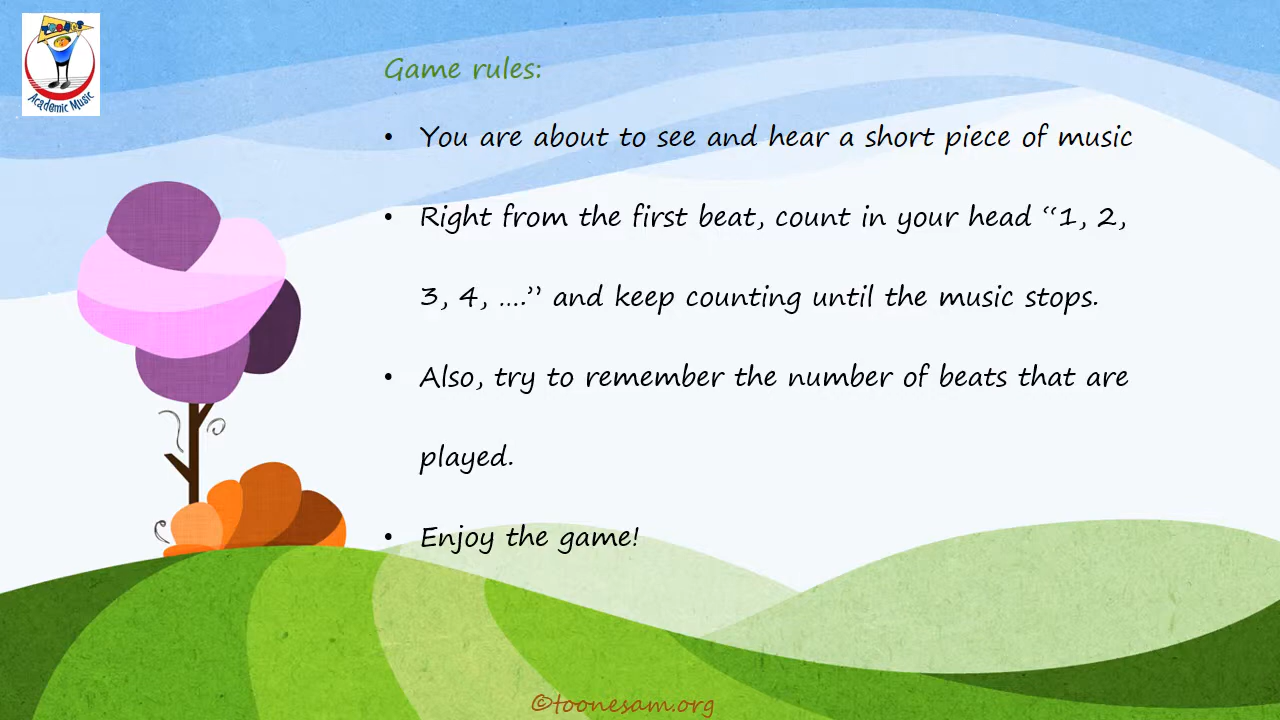 Academic Music
Game rules:
• You are about to see and hear a short piece of music
• Right from the first beat, count in your head “1, 2,
3, 4, ....” and keep counting until the music stops.
• Also, try to remember the number of beats that are
played.
• Enjoy the game!
©toonesam.org